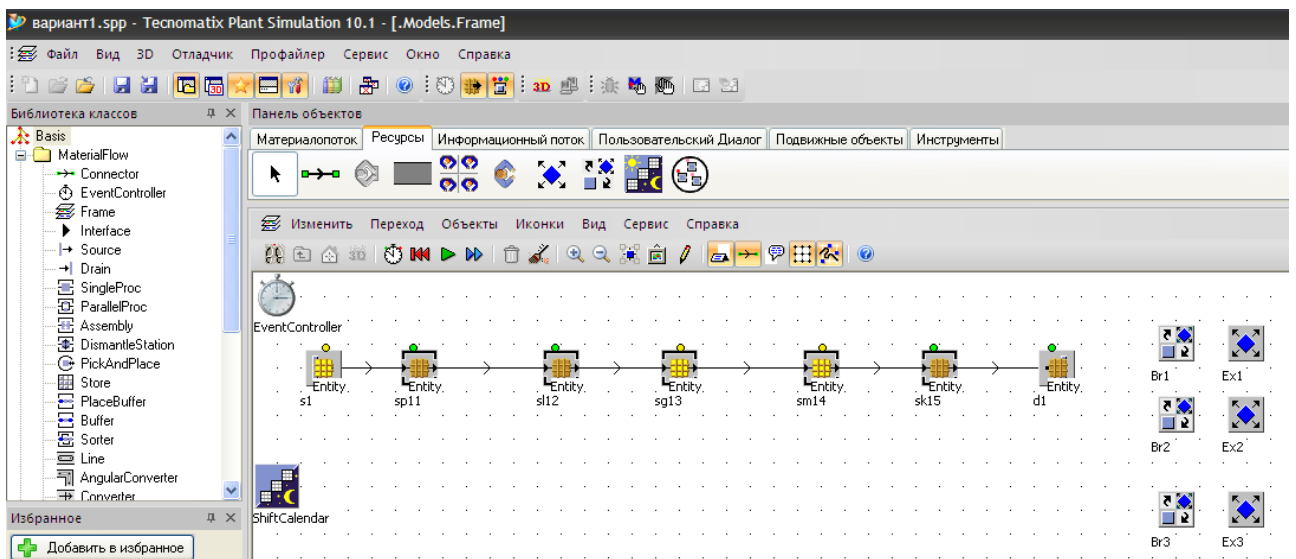 вариант1.spp - Tecnomatix Plant Simulation 10.1 - [.Models.Frame]
Файл Вид 3D Отладчик Профайлер Сервис Окно Справка
3D
Библиотека классов
Панель объектов
Basis
MaterialFlow
Connector
EventController
Frame
Interface
Source
Drain
SingleProc
ParallelProc
Assembly
DismantleStation
PickAndPlace
Store
PlaceBuffer
Buffer
Sorter
Line
AngularConverter
Converter
Избранное
Добавить в избранное
Материалопоток Ресурсы Информационный поток Пользовательский Диалог Подвижные объекты Инструменты
Изменить Переход Объекты Иконки Вид Сервис Справка
3D
EventController
Entity. Entity. Entity. Entity. Entity. Entity. Entity.
s1 sp11 sl12 sg13 sm14 sk15 d1
Br1 Ex1
Br2 Ex2
ShiftCalendar
Br3 Ex3